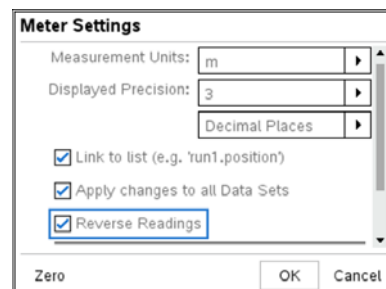 Meter Settings
Measurement Units: m
Displayed Precision: 3
Decimal Places
Link to list (e.g. 'run1.position')
Apply changes to all Data Sets
Reverse Readings
Zero OK Cancel